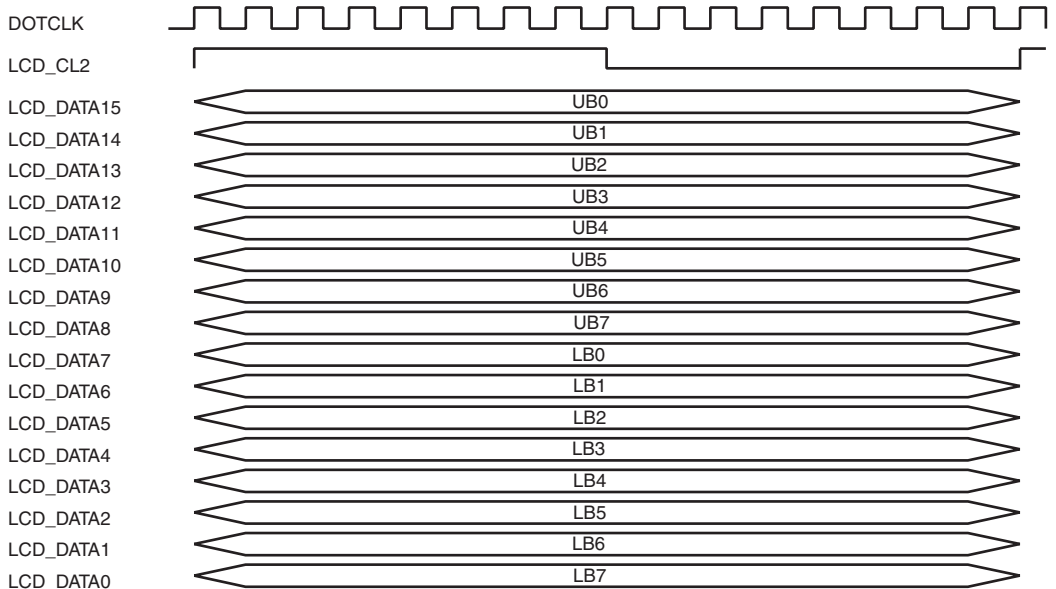 DOTCLK
LCD_CL2
LCD_DATA15 UB0
LCD_DATA14 UB1
LCD_DATA13 UB2
LCD_DATA12 UB3
LCD_DATA11 UB4
LCD_DATA10 UB5
LCD_DATA9 UB6
LCD_DATA8 UB7
LCD_DATA7 LB0
LCD_DATA6 LB1
LCD_DATA5 LB2
LCD_DATA4 LB3
LCD_DATA3 LB4
LCD_DATA2 LB5
LCD_DATA1 LB6
LCD DATA0 LB7